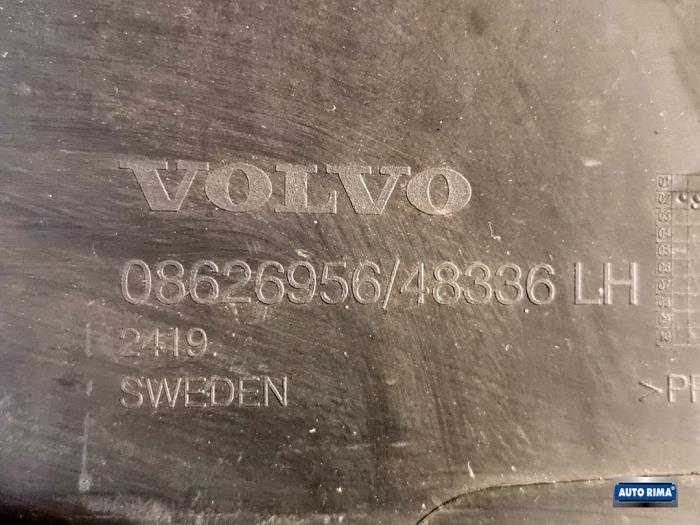 VOLVO
08626956/48336 LH
2419
SWEDEN
AUTO RIMA